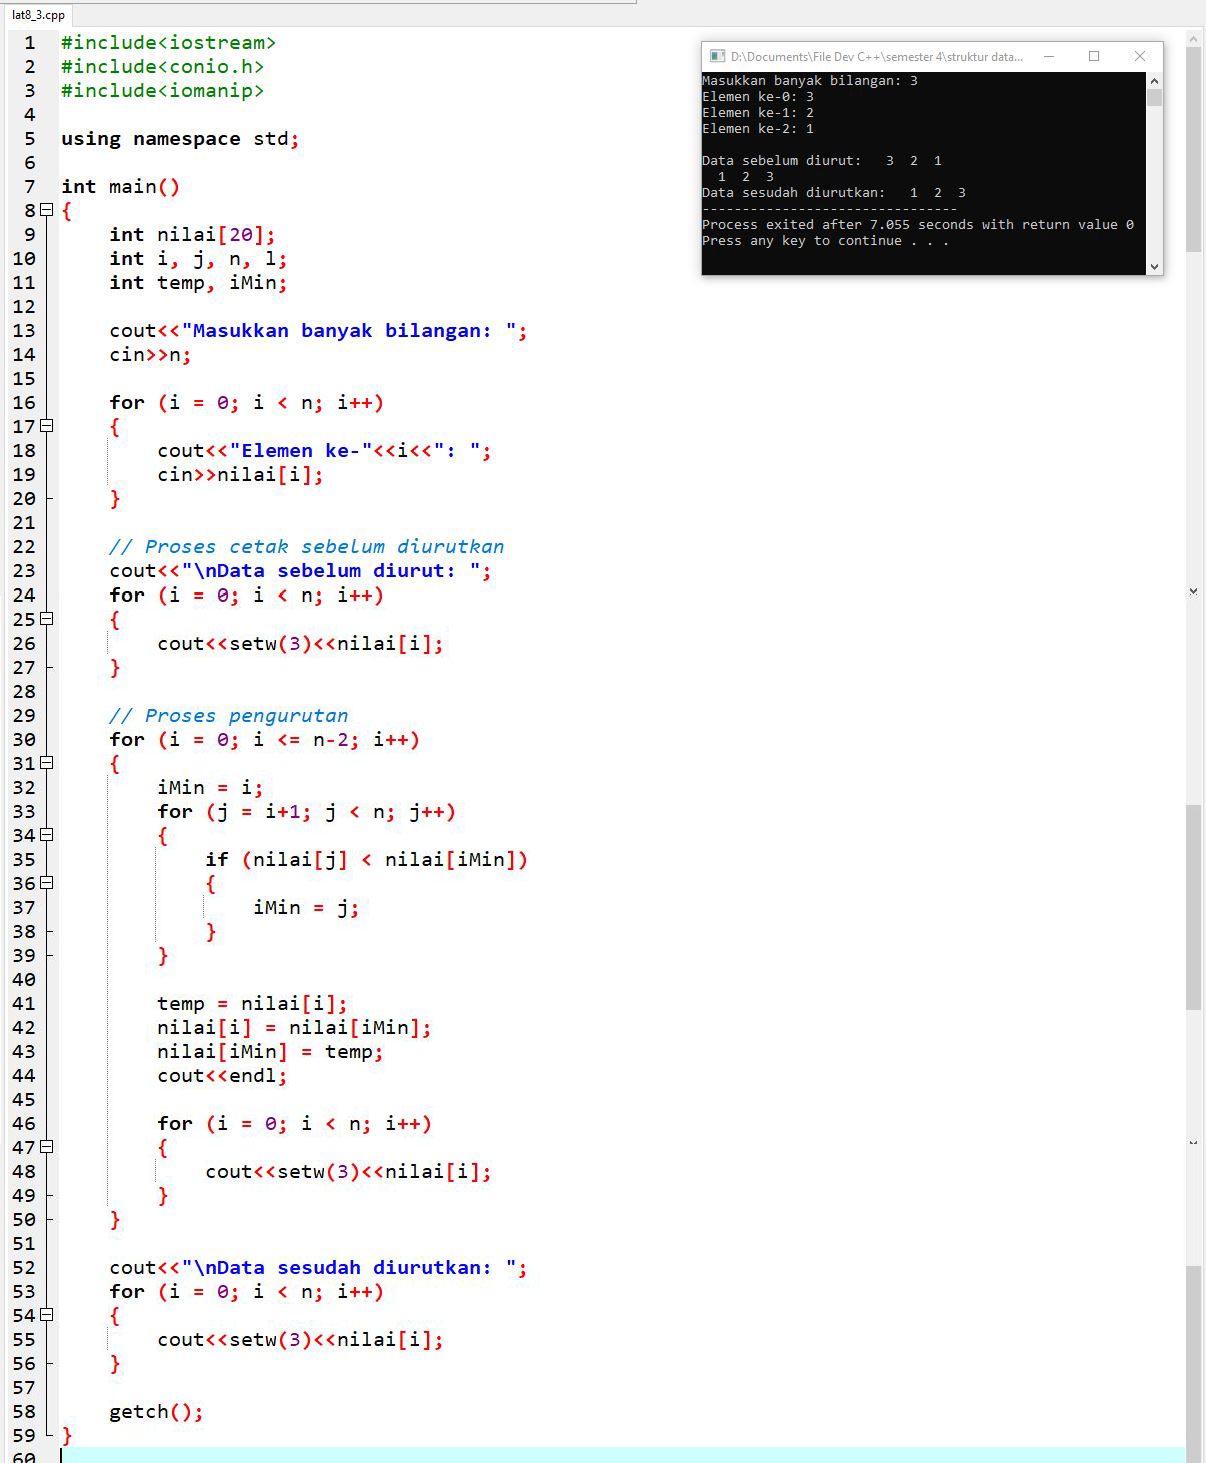 lat8_3.cpp
1 #include<iostream>
2 #include<conio.h>
3 #include<iomanip>
4
5 using namespace std;
6
7 int main()
8 {
9 int nilai[20];
10 int i, j, n, l;
11 int temp, iMin;
12
13 cout<<"Masukkan banyak bilangan: ";
14 cin>>n;
15
16 for (i = 0; i < n; i++)
17 {
18 cout<<"Elemen ke-"<<i<<": ";
19 cin>>nilai[i];
20 }
21
22 // Proses cetak sebelum diurutkan
23 cout<<"\nData sebelum diurut: ";
24 for (i = 0; i < n; i++)
25 {
26 cout<<setw(3)<<nilai[i];
27 }
28
29 // Proses pengurutan
30 for (i = 0; i <= n-2; i++)
31 {
32 iMin = i;
33 for (j = i+1; j < n; j++)
34 {
35 if (nilai[j] < nilai[iMin])
36 {
37 iMin = j;
38 }
39 }
40
41 temp = nilai[i];
42 nilai[i] = nilai[iMin];
43 nilai[iMin] = temp;
44 cout<<endl;
45
46 for (i = 0; i < n; i++)
47 {
48 cout<<setw(3)<<nilai[i];
49 }
50 }
51
52 cout<<"\nData sesudah diurutkan: ";
53 for (i = 0; i < n; i++)
54 {
55 cout<<setw(3)<<nilai[i];
56 }
57
58 getch();
59 }
60
D:\Documents\File Dev C++\semester 4\struktur data...
Masukkan banyak bilangan: 3
Elemen ke-0: 3
Elemen ke-1: 2
Elemen ke-2: 1
Data sebelum diurut:   3  2  1
1  2  3
Data sesudah diurutkan:   1  2  3
--------------------------------
Process exited after 7.055 seconds with return value 0
Press any key to continue . . .